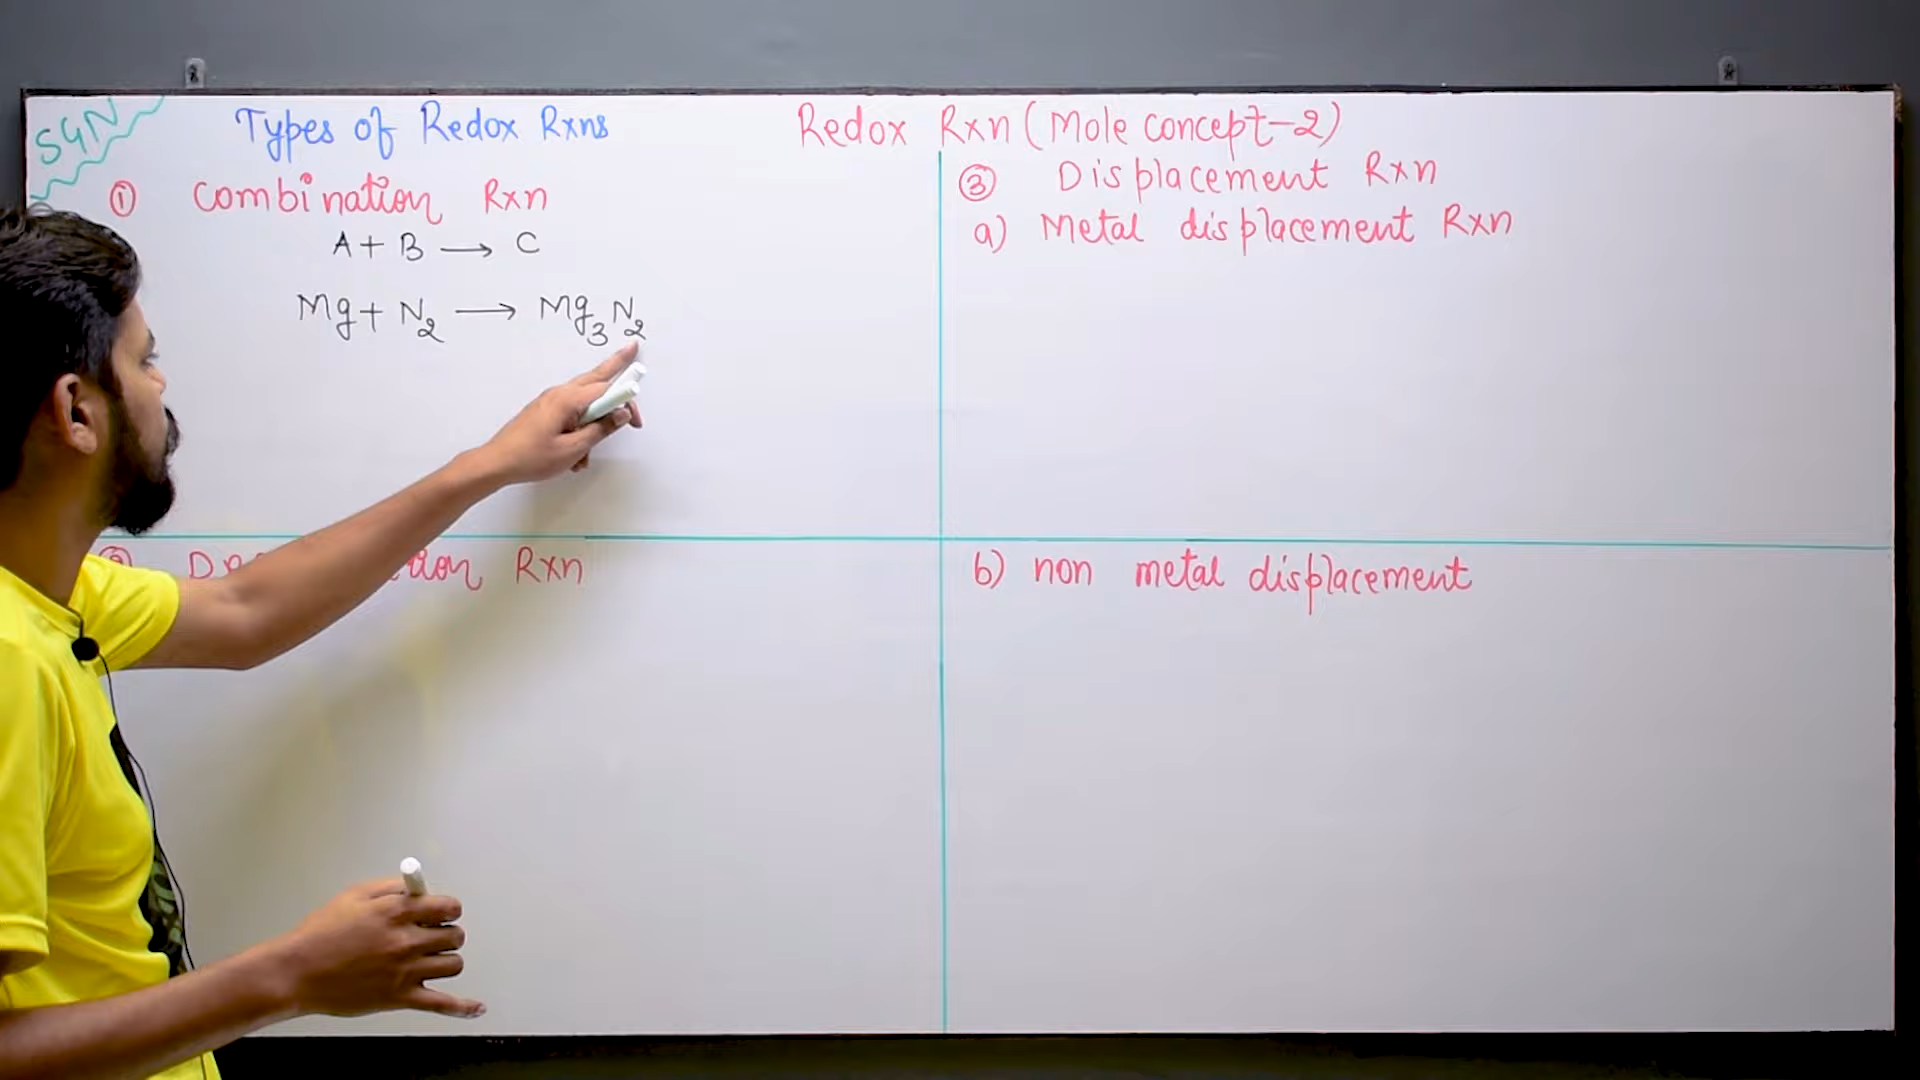 SGN
Types of Redox Rxns
Redox Rxn (Mole concept-2)
① Combination Rxn
A + B ⟶ C
Mg + N₂ ⟶ Mg₃N₂
Rxn
③ Displacement Rxn
a) Metal displacement Rxn
b) non metal displacement